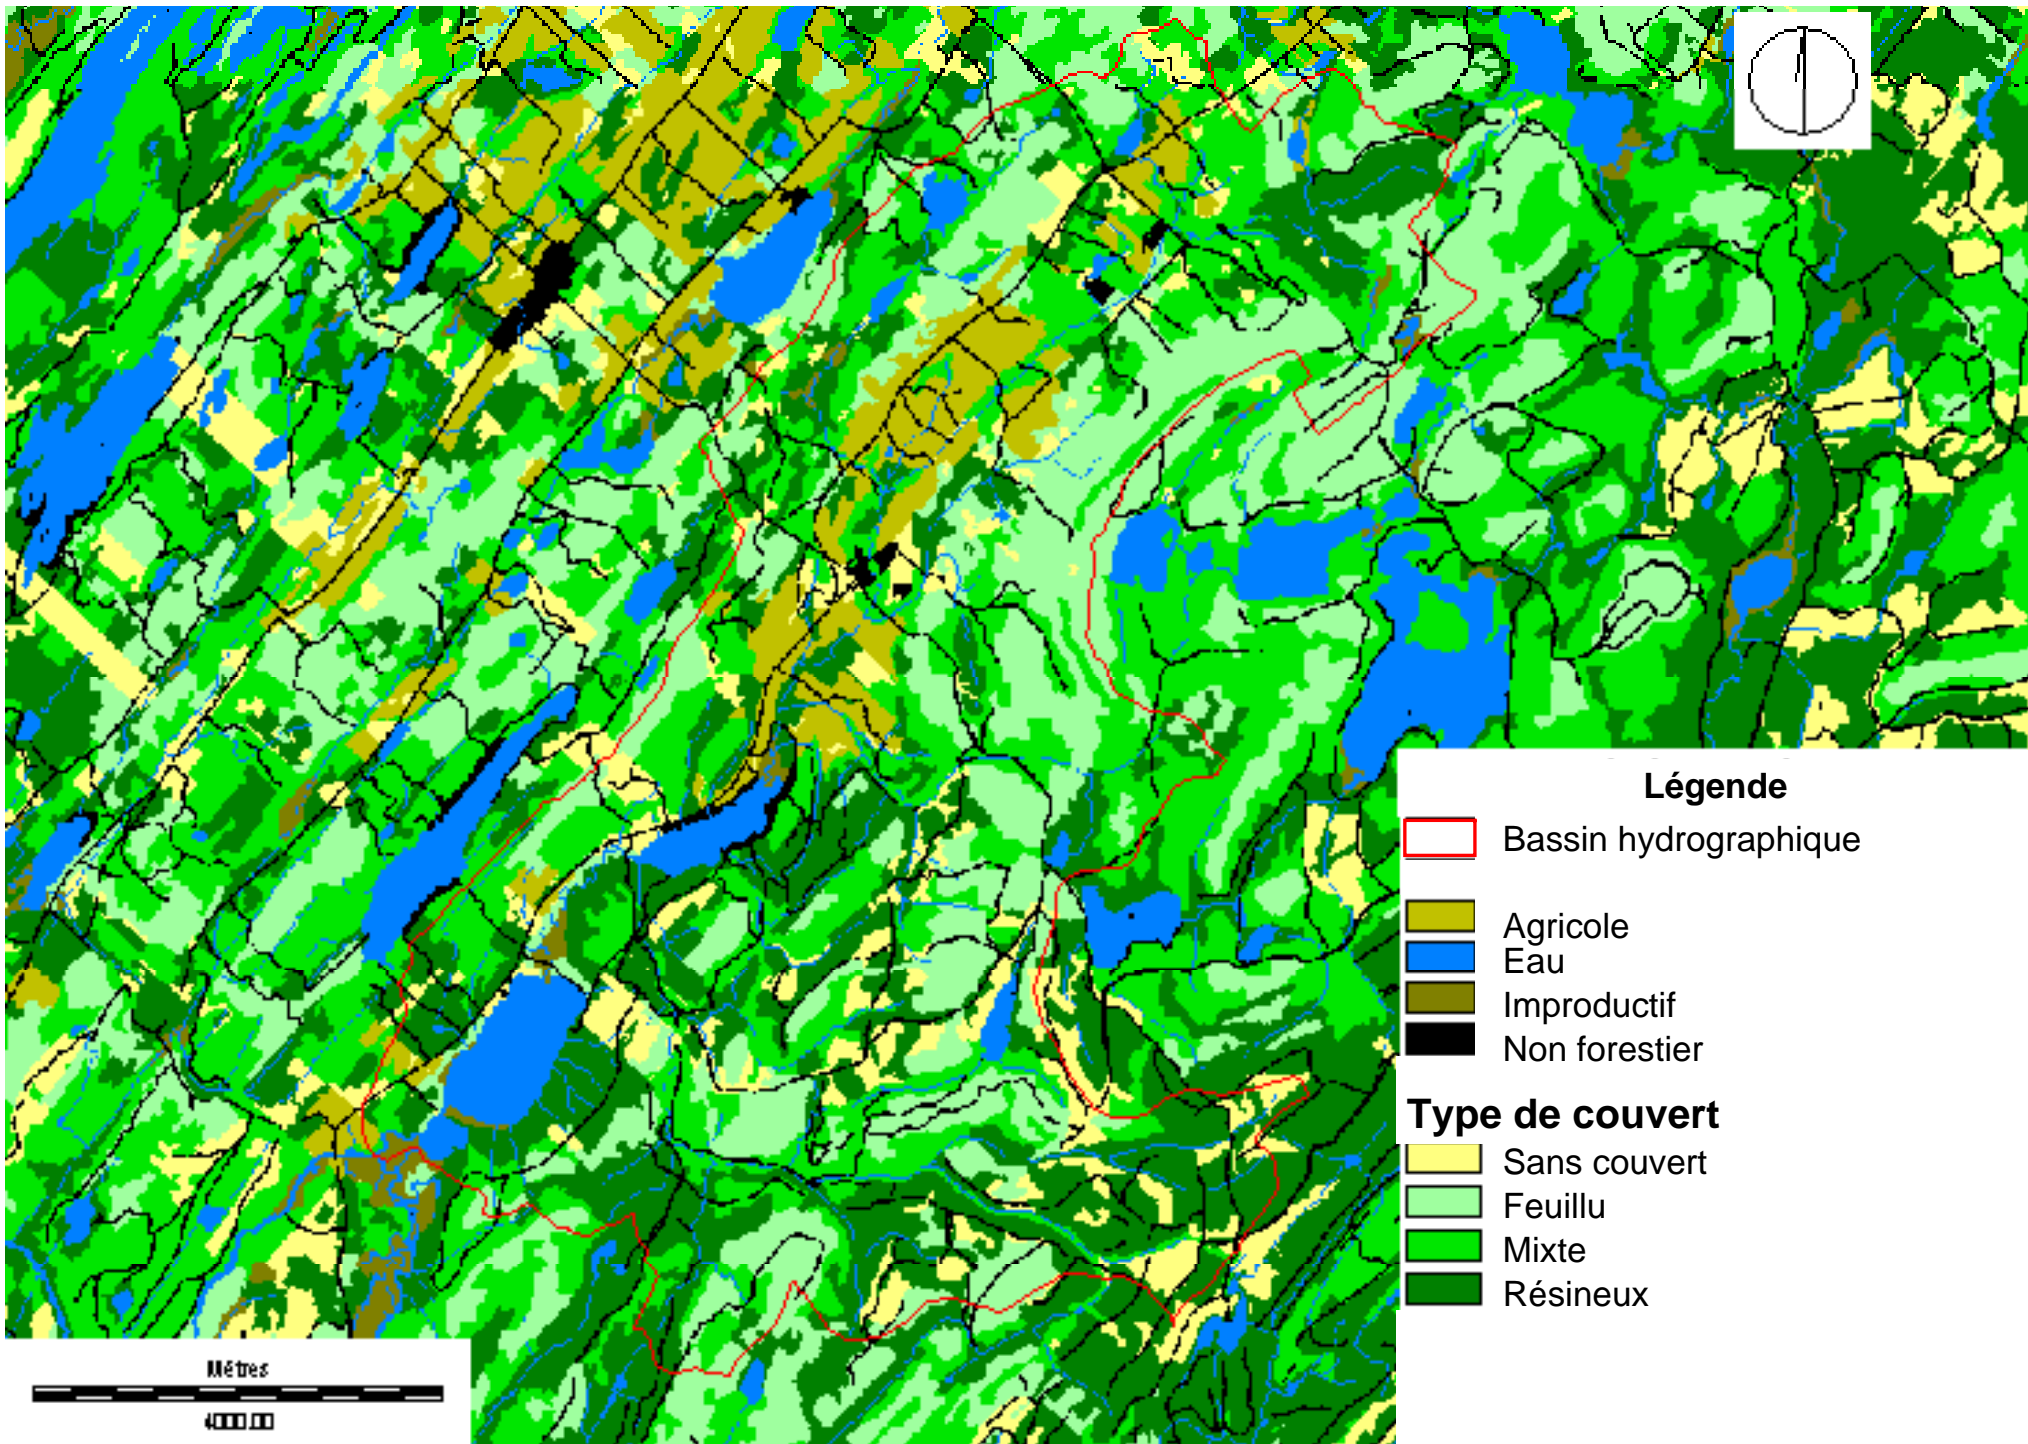 Légende
Bassin hydrographique
Agricole
Eau
Improductif
Non forestier
Type de couvert
Sans couvert
Feuillu
Mixte
Résineux
Mètres
4000.00